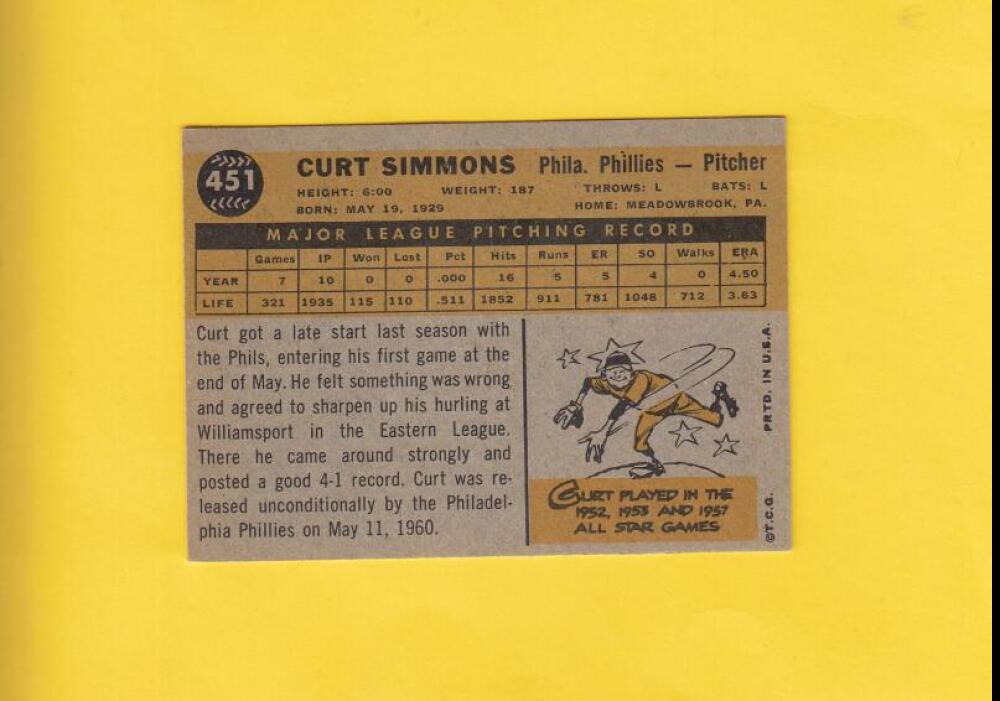 451
CURT SIMMONS Phila. Phillies — Pitcher
HEIGHT: 6:00 WEIGHT: 187 THROWS: L BATS: L
BORN: MAY 19, 1929 HOME: MEADOWBROOK, PA.
MAJOR LEAGUE PITCHING RECORD
Games IP Won Lost Pct Hits Runs ER SO Walks ERA
YEAR 7 10 0 0 .000 16 5 5 4 0 4.50
LIFE 321 1935 115 110 .511 1852 911 781 1048 712 3.63
Curt got a late start last season with
the Phils, entering his first game at the
end of May. He felt something was wrong
and agreed to sharpen up his hurling at
Williamsport in the Eastern League.
There he came around strongly and
posted a good 4-1 record. Curt was re-
leased unconditionally by the Philadel-
phia Phillies on May 11, 1960.
CURT PLAYED IN THE
1952, 1953 AND 1957
ALL STAR GAMES
©T.C.G. PRTD. IN U.S.A.